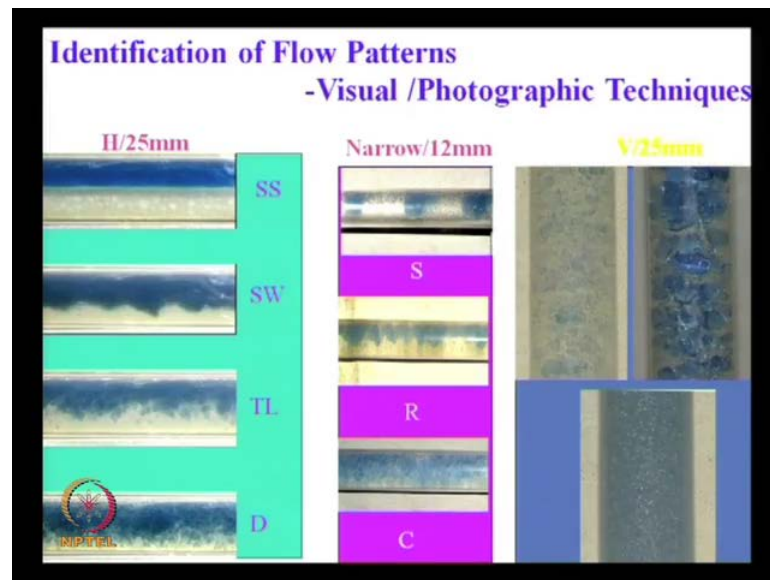 Identification of Flow Patterns
-Visual /Photographic Techniques
H/25mm
SS
SW
TL
D
Narrow/12mm
S
R
C
V/25mm
NPTEL